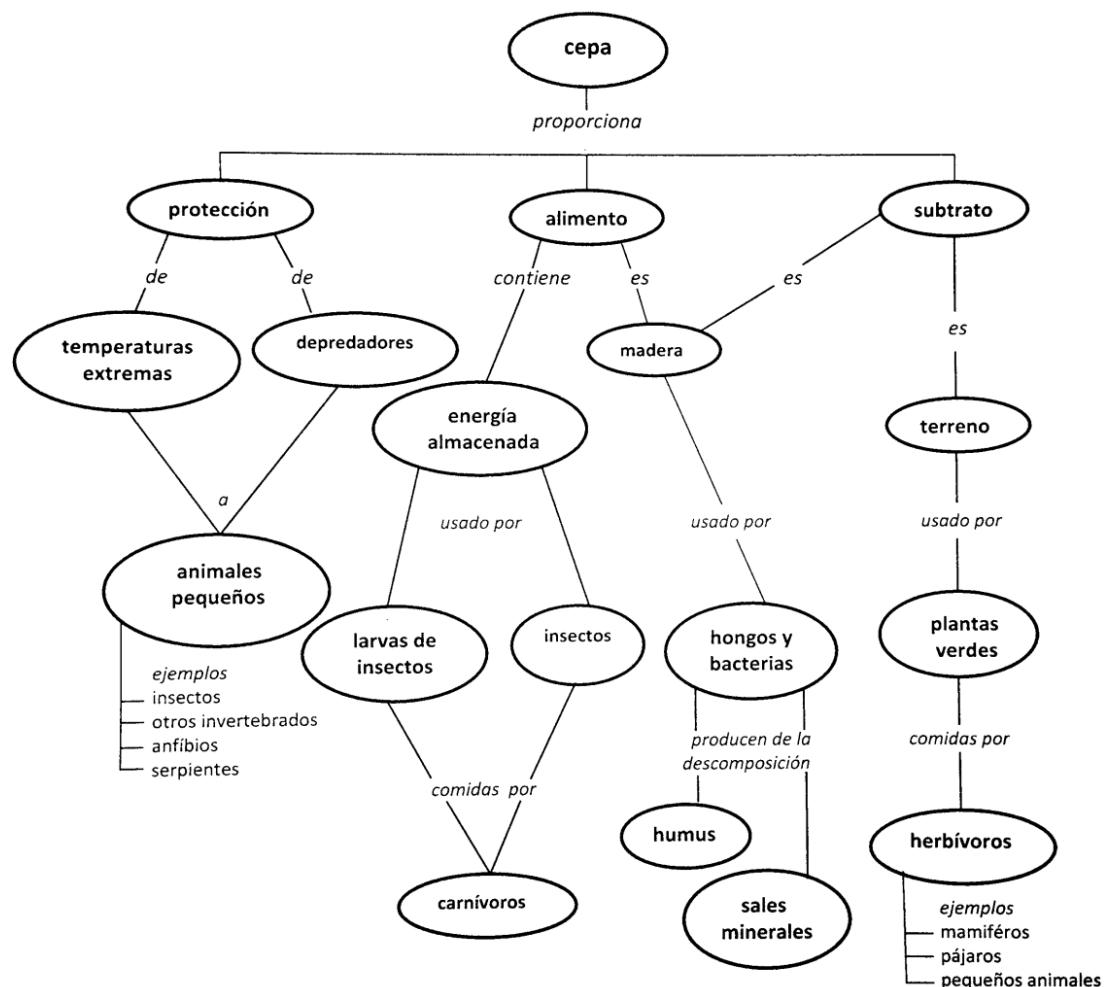 cepa
proporciona
protección
alimento
subtrato
de
de
contiene
es
es
es
temperaturas
extremas
depredadores
madera
energía
almacenada
terreno
a
usado por
usado por
usado por
animales
pequeños
larvas de
insectos
insectos
hongos y
bacterias
plantas
verdes
ejemplos
insectos
otros invertebrados
anfíbios
serpientes
comidas por
producen de la
descomposición
comidas por
humus
herbívoros
carnívoros
sales
minerales
ejemplos
mamiféros
pájaros
pequeños animales